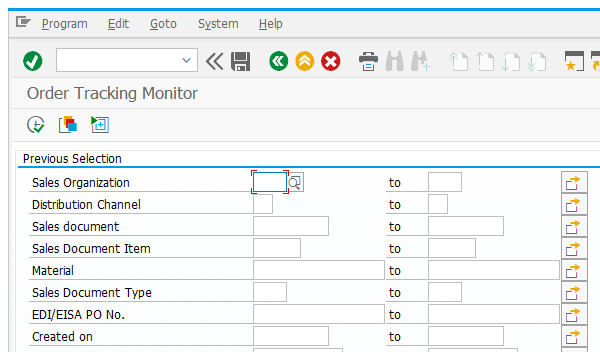 Program Edit Goto System Help
Order Tracking Monitor
Previous Selection
Sales Organization to
Distribution Channel to
Sales document to
Sales Document Item to
Material to
Sales Document Type to
EDI/EISA PO No. to
Created on to